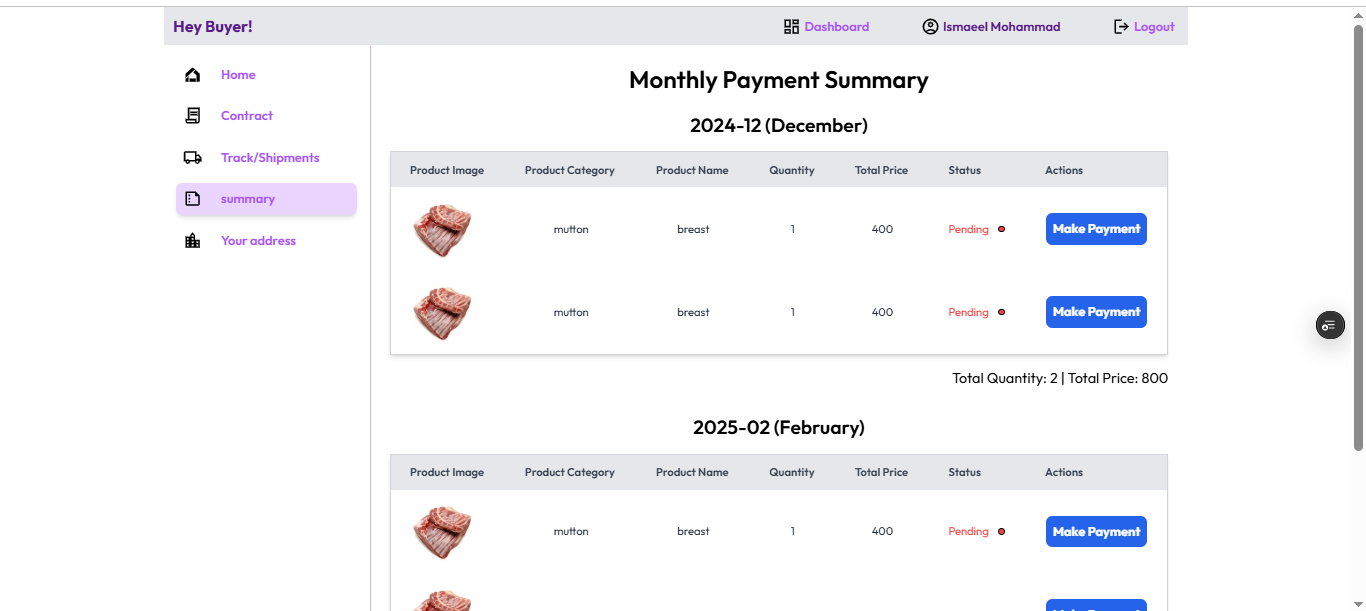 Hey Buyer! Dashboard Ismaeel Mohammad Logout
Home
Contract
Track/Shipments
summary
Your address
Monthly Payment Summary
2024-12 (December)
Product Image Product Category Product Name Quantity Total Price Status Actions
mutton breast 1 400 Pending Make Payment
mutton breast 1 400 Pending Make Payment
Total Quantity: 2 | Total Price: 800
2025-02 (February)
Product Image Product Category Product Name Quantity Total Price Status Actions
mutton breast 1 400 Pending Make Payment